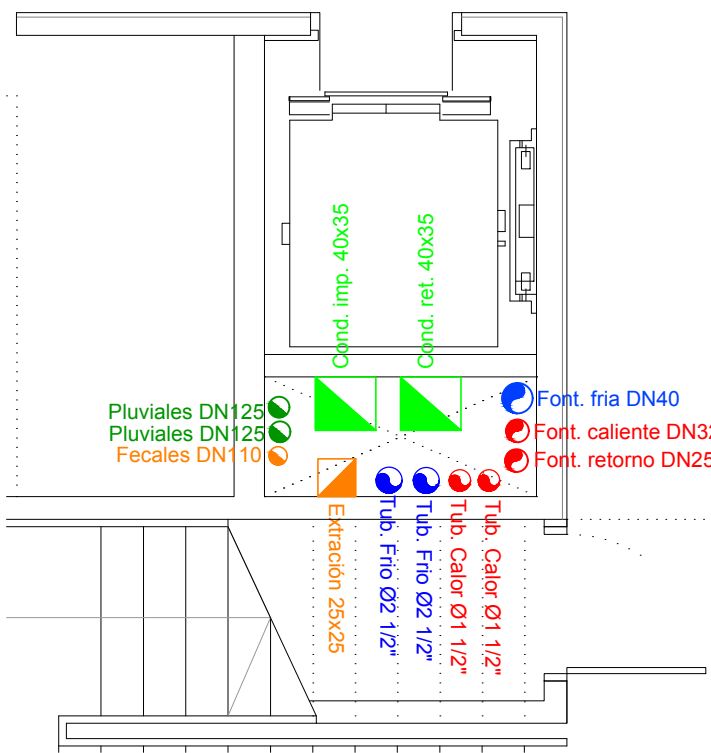 Cond. imp. 40x35
Cond. ret. 40x35
Pluviales DN125
Pluviales DN125
Fecales DN110
Font. fria DN40
Font. caliente DN32
Font. retorno DN25
Extración 25x25
Tub. Frio Ø2 1/2"
Tub. Frio Ø2 1/2"
Tub. Calor Ø1 1/2"
Tub. Calor Ø1 1/2"